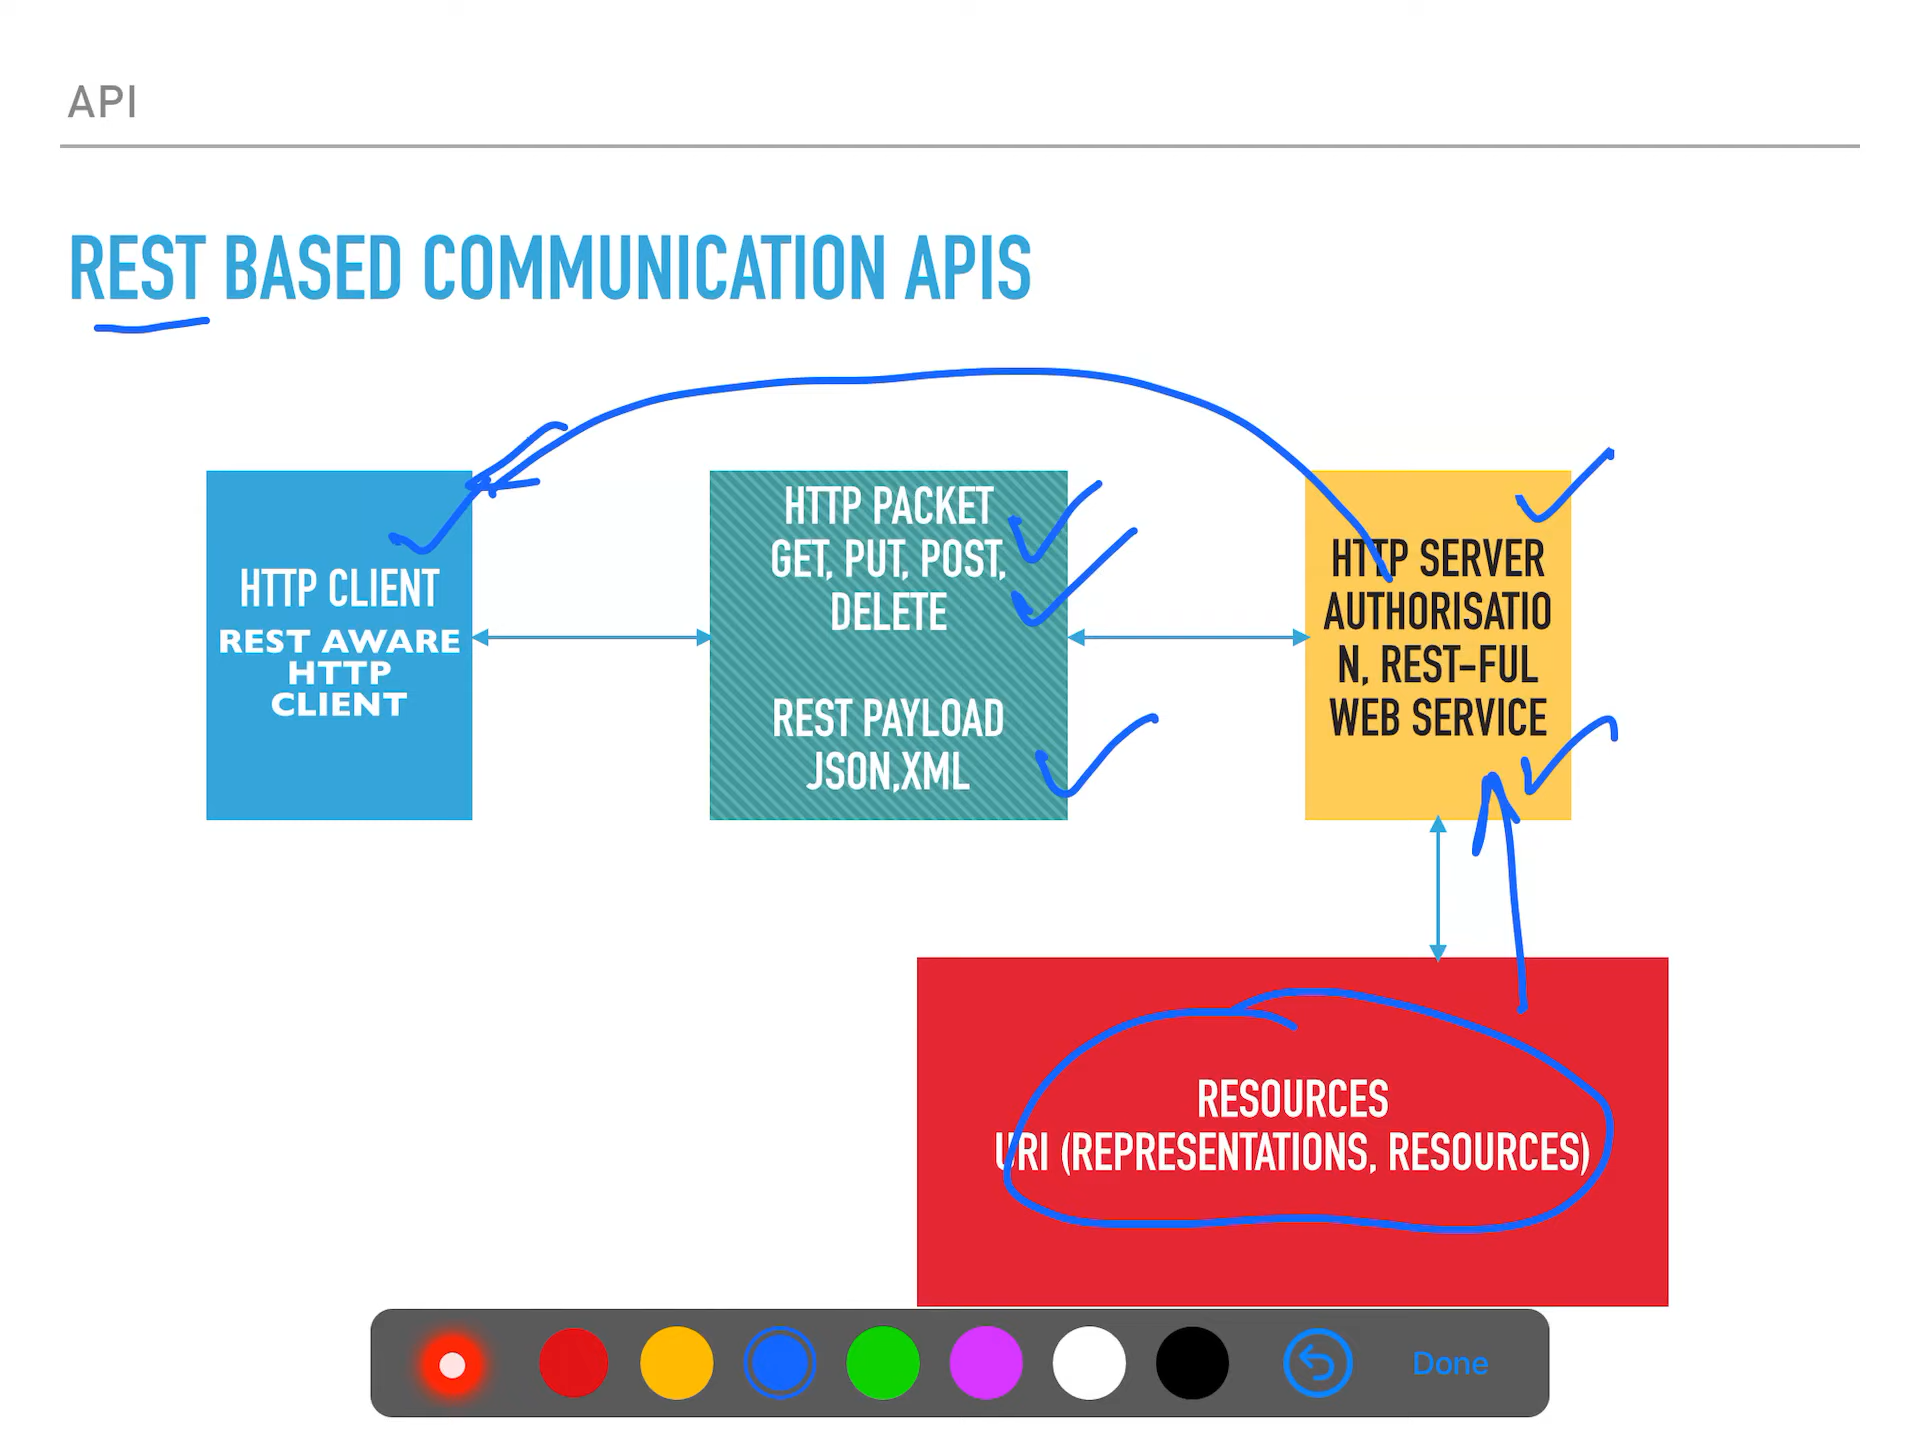 API
REST BASED COMMUNICATION APIS
HTTP CLIENT
REST AWARE
HTTP
CLIENT
HTTP PACKET
GET, PUT, POST,
DELETE
REST PAYLOAD
JSON,XML
HTTP SERVER
AUTHORISATIO
N, REST-FUL
WEB SERVICE
RESOURCES
URI (REPRESENTATIONS, RESOURCES)
Done